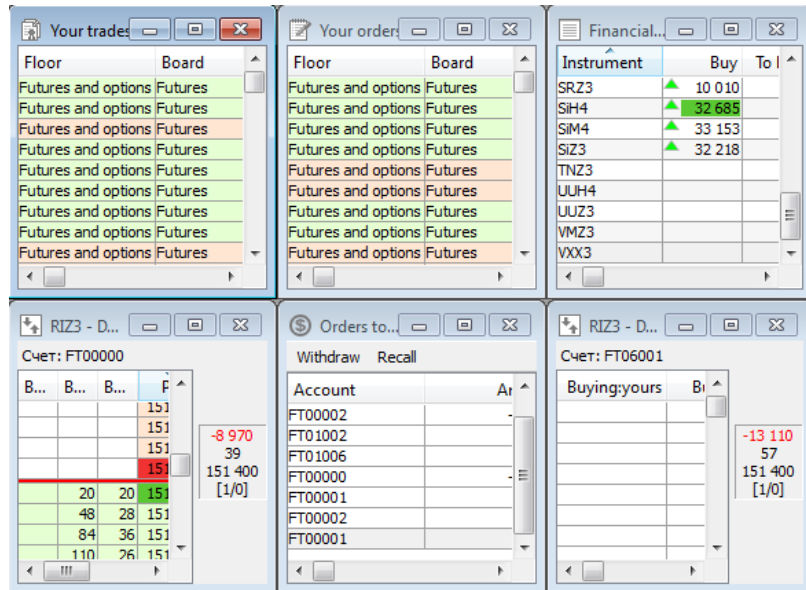 Your trades
Floor Board
Futures and options Futures
Futures and options Futures
Futures and options Futures
Futures and options Futures
Futures and options Futures
Futures and options Futures
Futures and options Futures
Futures and options Futures
Futures and options Futures
Your orders
Floor Board
Futures and options Futures
Futures and options Futures
Futures and options Futures
Futures and options Futures
Futures and options Futures
Futures and options Futures
Futures and options Futures
Futures and options Futures
Futures and options Futures
Financial...
Instrument Buy To
SRZ3 10 010
SiH4 32 685
SiM4 33 153
SiZ3 32 218
TNZ3
UUH4
UUZ3
VMZ3
VXX3
RIZ3 - D...
Счет: FT00000
B... B... B... P
151
151
151
151
20 20 151
48 28 151
84 36 151
110 26 151
-8 970
39
151 400
[1/0]
Orders to...
Withdraw Recall
Account
FT00002 -
FT01002
FT01006
FT00000 -
FT00001
FT00002
FT00001
RIZ3 - D...
Счет: FT06001
Buying:yours
-13 110
57
151 400
[1/0]